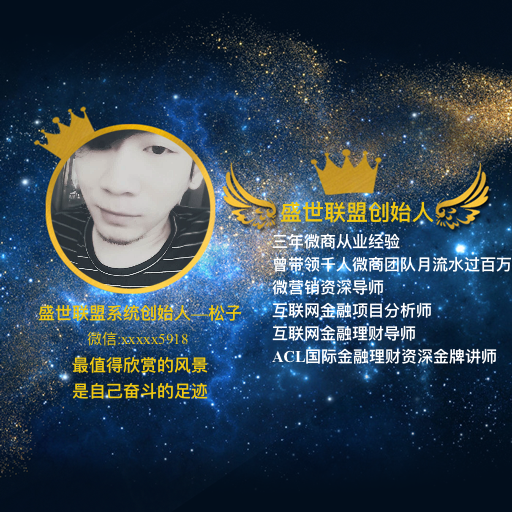 盛世联盟创始人
三年微商从业经验
曾带领千人微商团队月流水过百万
微营销资深导师
互联网金融项目分析师
互联网金融理财导师
ACL国际金融理财资深金牌讲师
盛世联盟系统创始人—松子
微信:xxxxx5918
最值得欣赏的风景
是自己奋斗的足迹